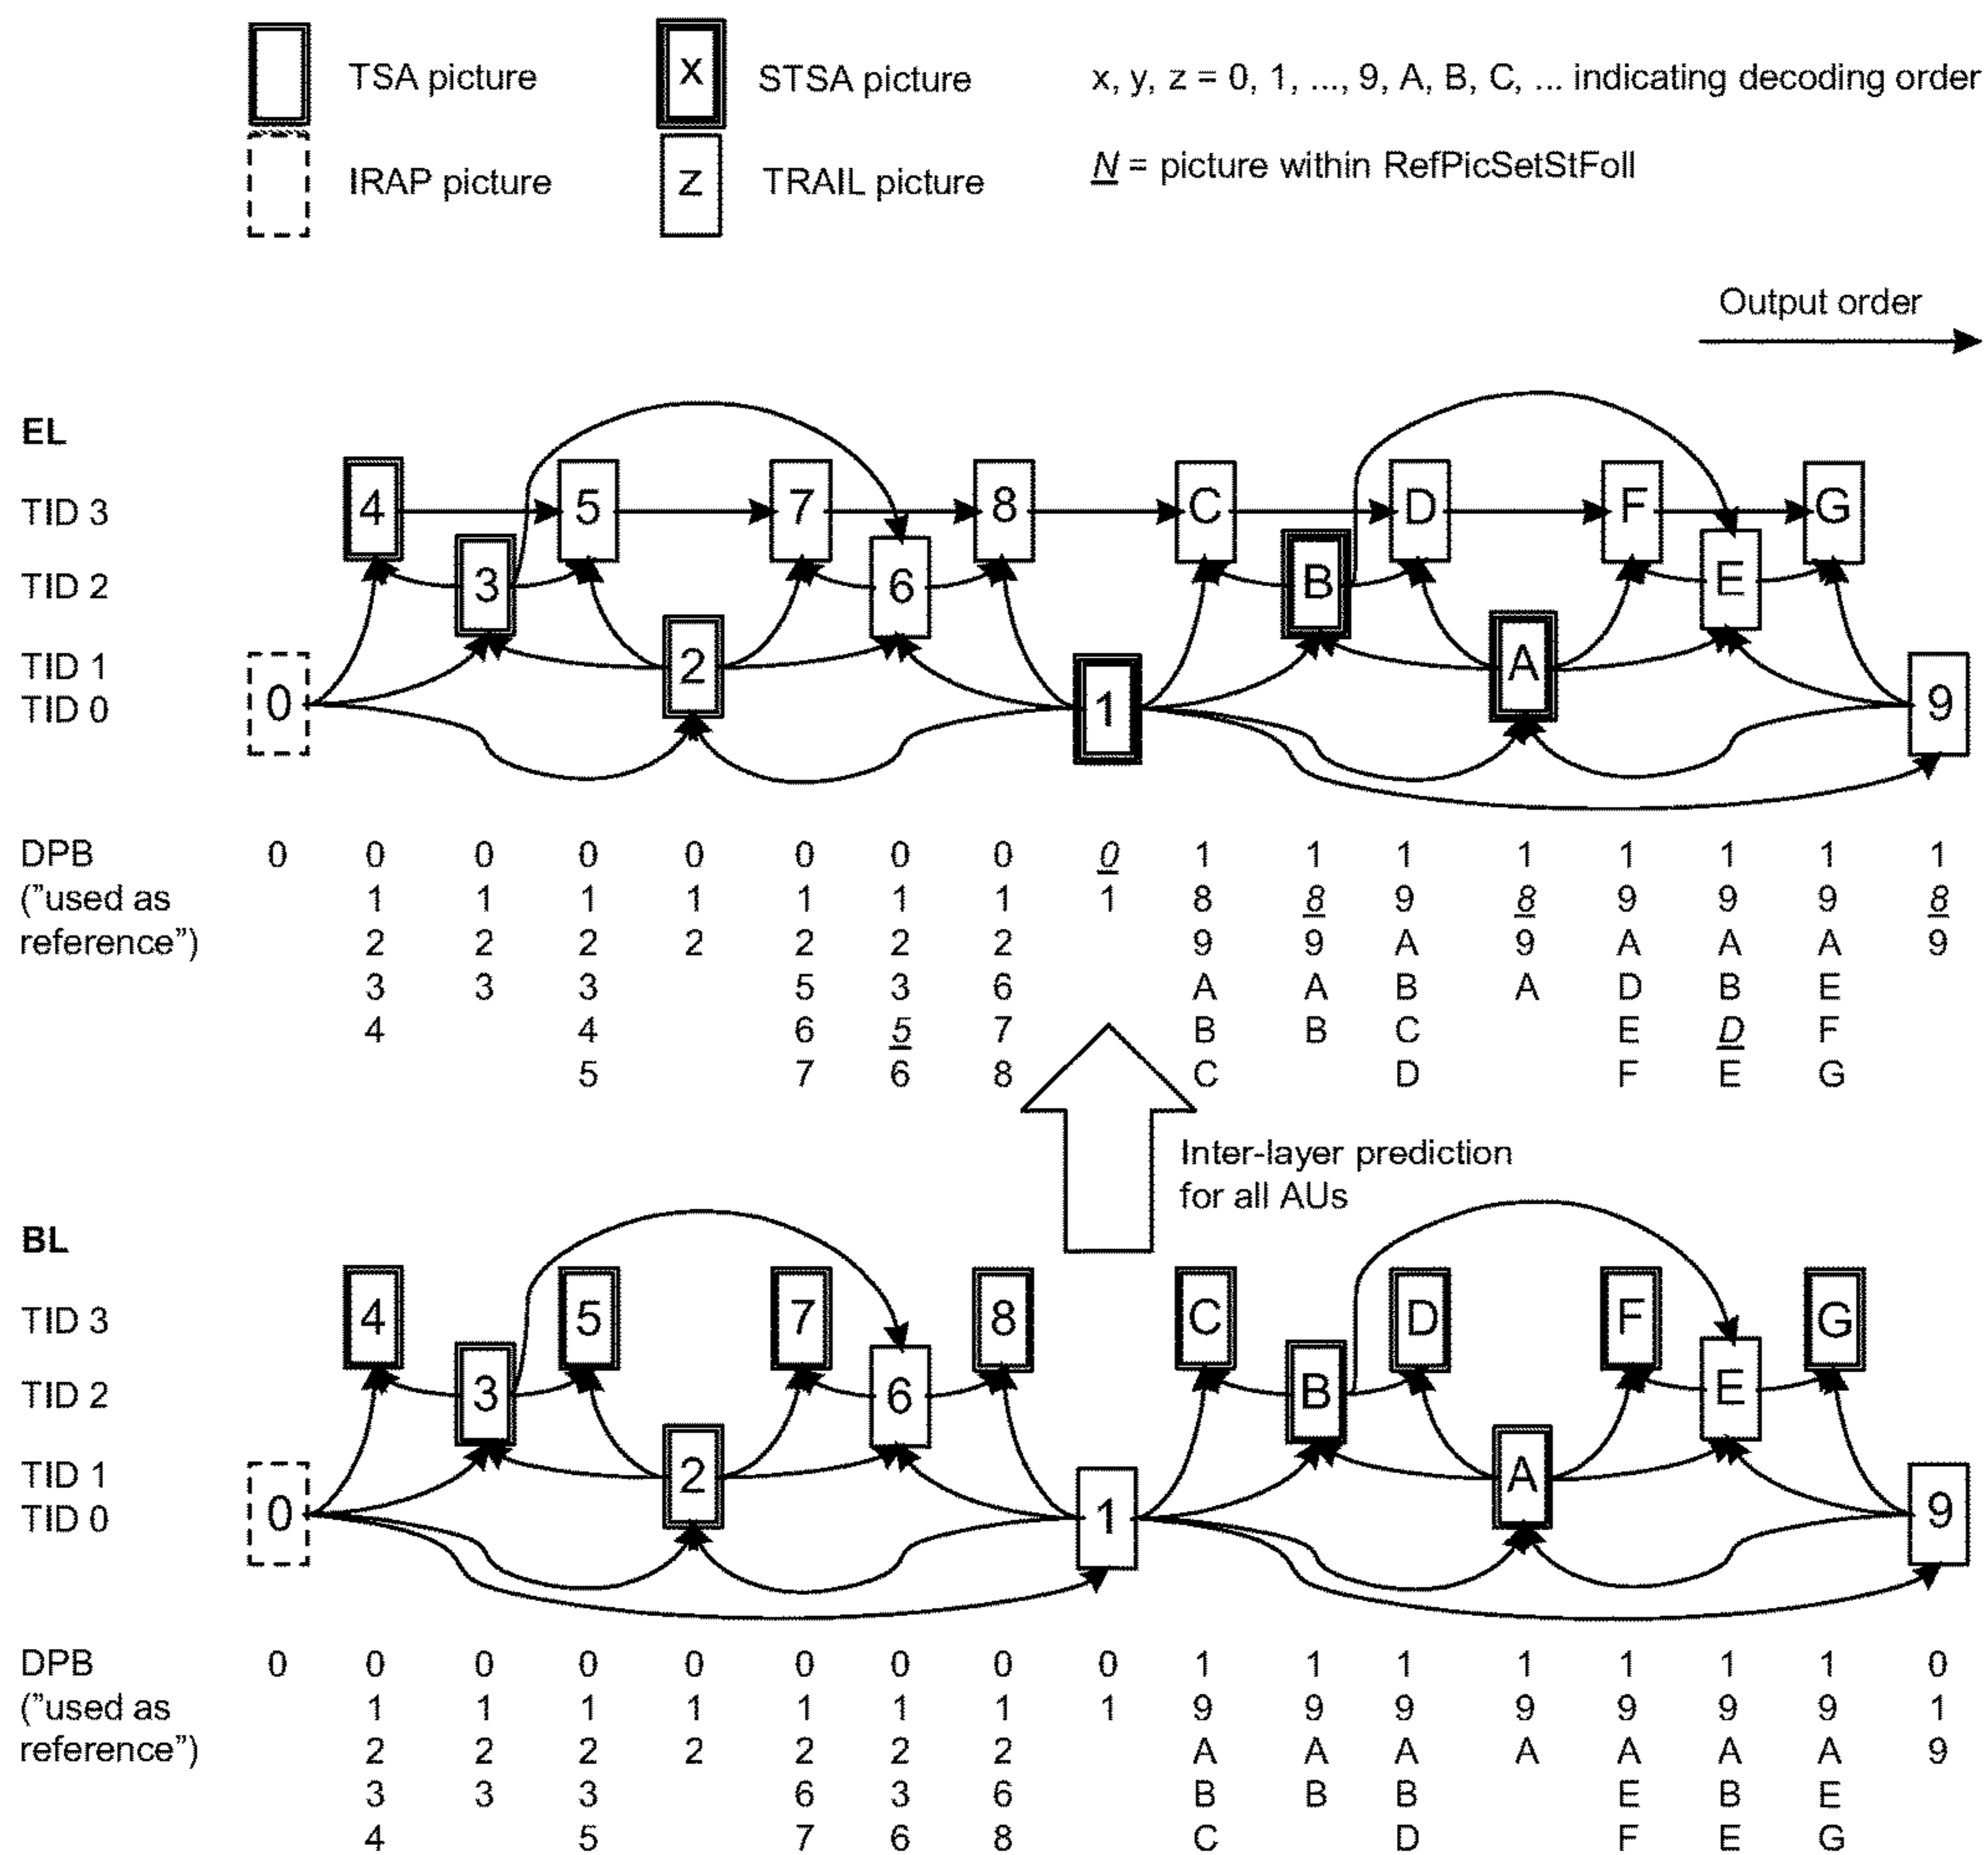 TSA picture
x
STSA picture
x, y, z = 0, 1, ..., 9, A, B, C, ... indicating decoding order
IRAP picture
z
TRAIL picture
N = picture within RefPicSetStFoll
Output order
EL
TID 3
4 5 7 8 C D F G
TID 2
3 6 B E
TID 1
2 A
TID 0
0 1 9
DPB 0 0 0 0 0 0 0 0 0 1 1 1 1 1 1 1 1
("used as 1 1 1 1 1 1 1 1 8 8 9 8 9 9 9 8
reference") 2 2 2 2 2 2 2 9 9 A 9 A A A 9
3 3 3 5 3 6 A A B A D B E
4 4 6 5 7 B B C E D F
5 7 6 8 C D F E G
Inter-layer prediction
for all AUs
BL
TID 3
4 5 7 8 C D F G
TID 2
3 6 B E
TID 1
2 A
TID 0
0 1 9
DPB 0 0 0 0 0 0 0 0 0 1 1 1 1 1 1 1 0
("used as 1 1 1 1 1 1 1 1 9 9 9 9 9 9 9 1
reference") 2 2 2 2 2 2 2 A A A A A A A 9
3 3 3 6 3 6 B B B E B E
4 5 7 6 8 C D F E G